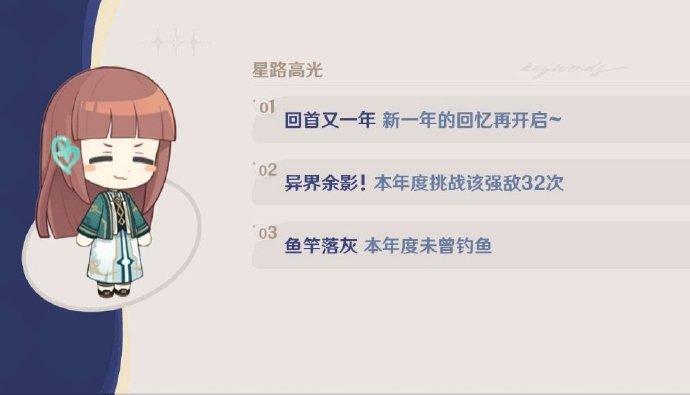 星路高光
keywords
01
回首又一年 新一年的回忆再开启~
02
异界余影！本年度挑战该强敌32次
03
鱼竿落灰 本年度未曾钓鱼